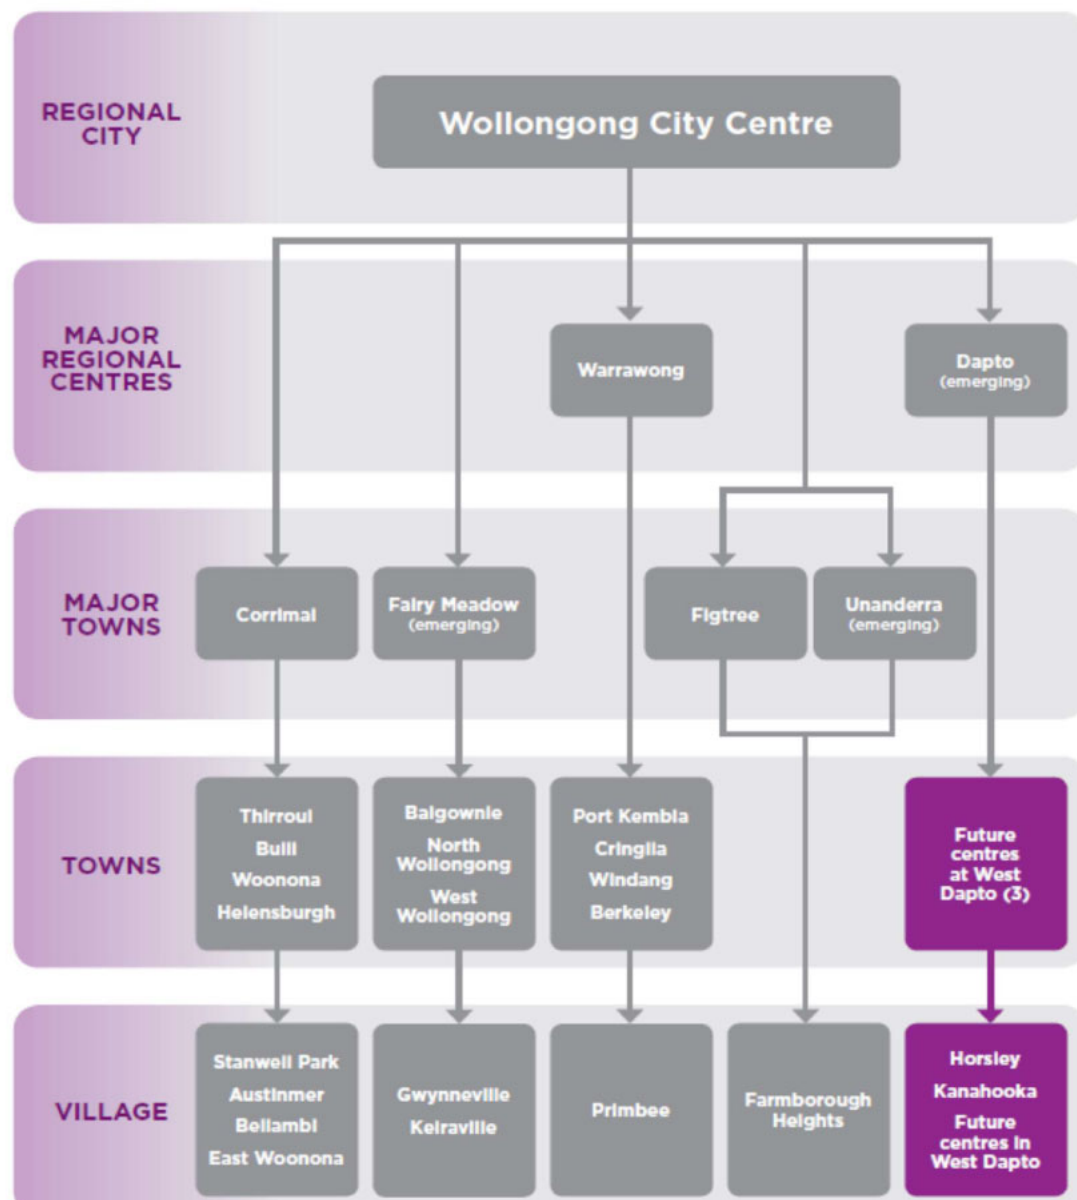 REGIONAL
CITY
Wollongong City Centre
MAJOR
REGIONAL
CENTRES
Warrawong
Dapto
(emerging)
MAJOR
TOWNS
Corrimal
Fairy Meadow
(emerging)
Figtree
Unanderra
(emerging)
TOWNS
Thirroul
Bulli
Woonona
Helensburgh
Balgownie
North
Wollongong
West
Wollongong
Port Kembla
Cringila
Windang
Berkeley
Future
centres
at West
Dapto (3)
VILLAGE
Stanwell Park
Austinmer
Bellambi
East Woonona
Gwynneville
Keiraville
Primbee
Farmborough
Heights
Horsley
Kanahooka
Future
centres in
West Dapto